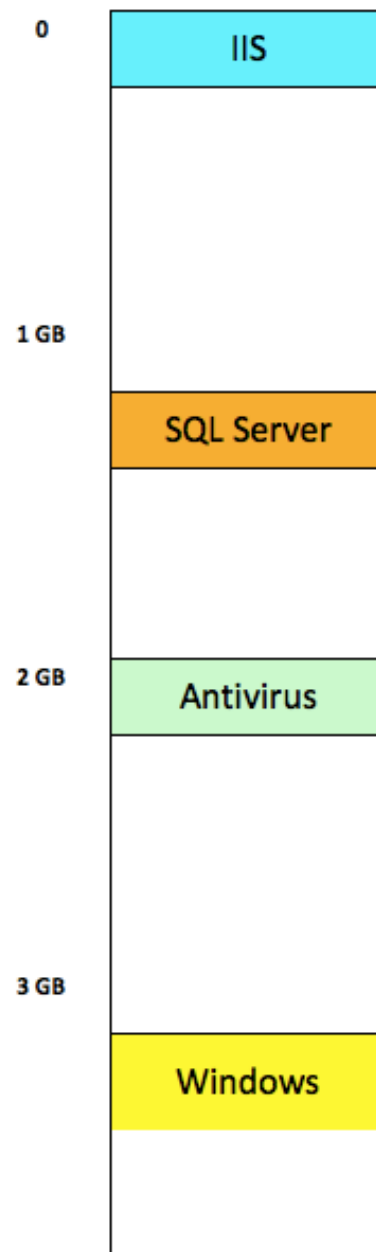 0
IIS
1 GB
SQL Server
2 GB
Antivirus
3 GB
Windows